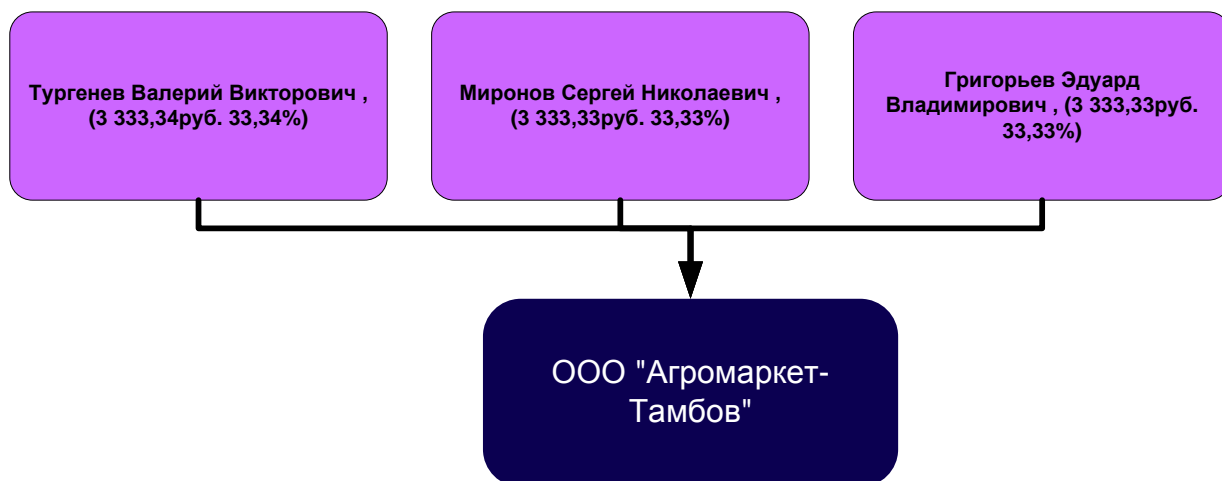 Тургенев Валерий Викторович ,
(3 333,34руб. 33,34%)
Миронов Сергей Николаевич ,
(3 333,33руб. 33,33%)
Григорьев Эдуард
Владимирович , (3 333,33руб.
33,33%)
ООО "Агромаркет-
Тамбов"